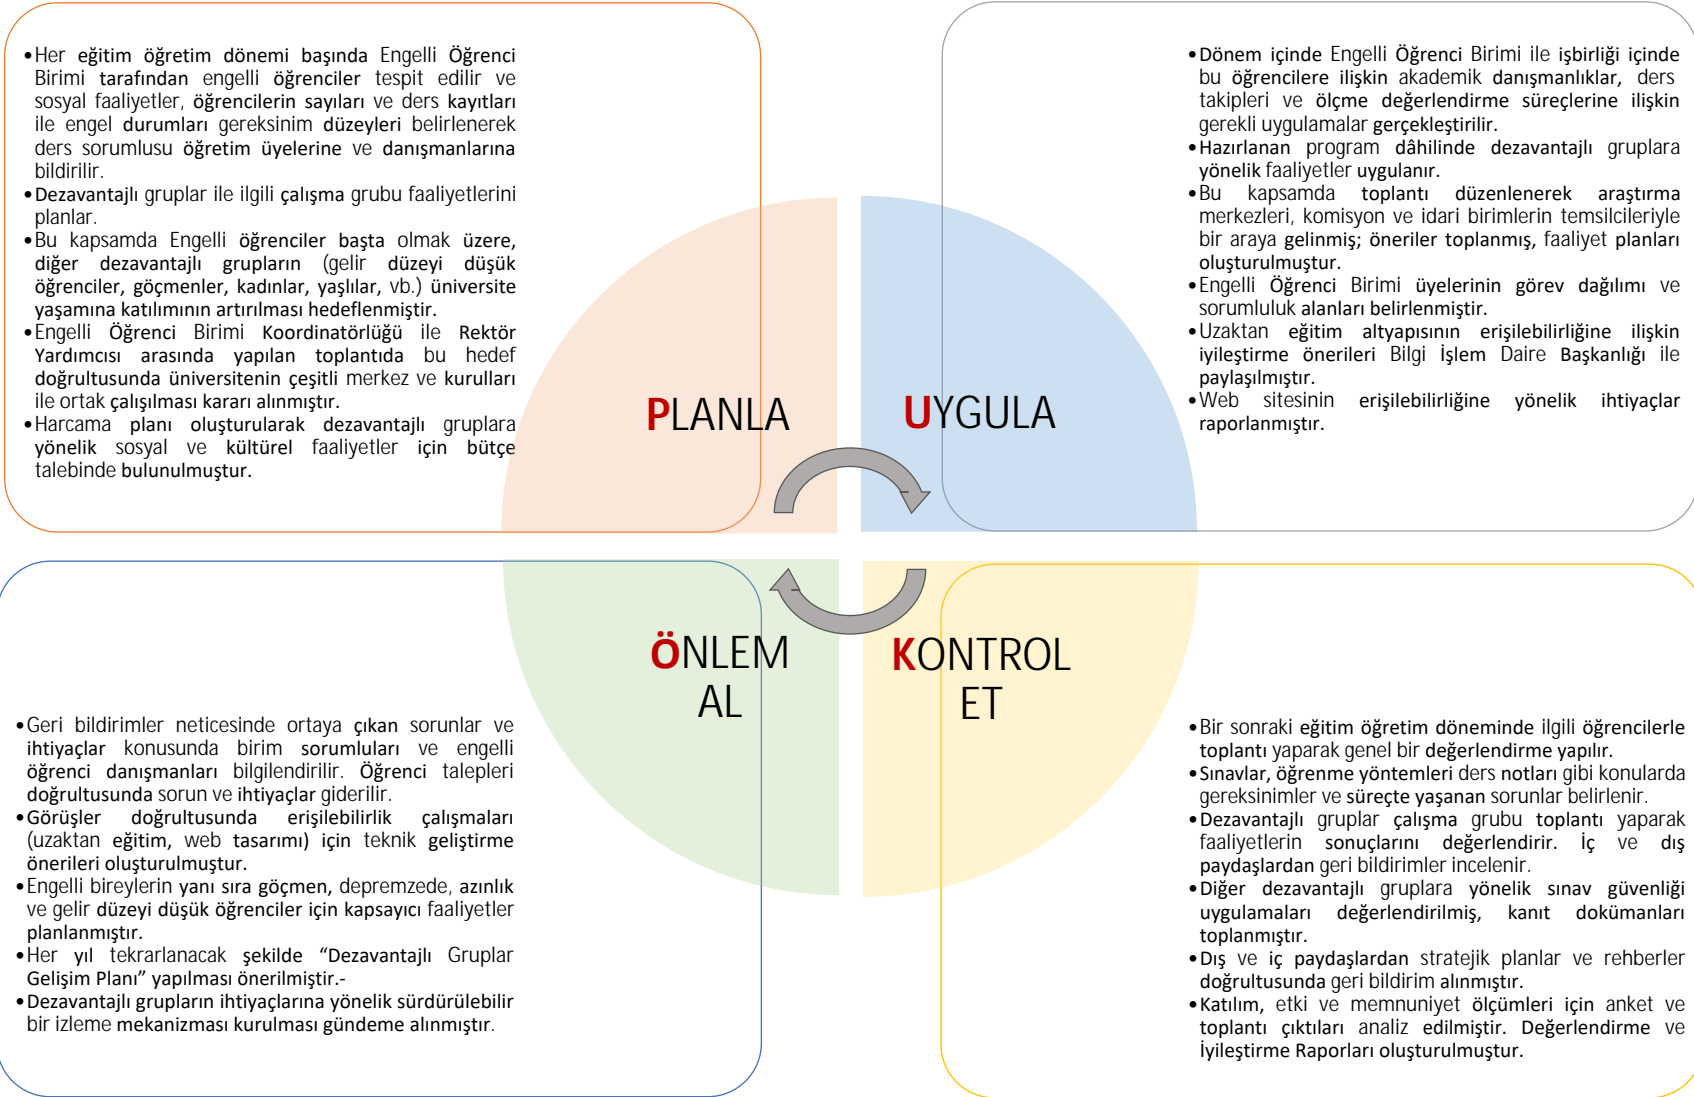 •Her eğitim öğretim dönemi başında Engelli Öğrenci
Birimi tarafından engelli öğrenciler tespit edilir ve
sosyal faaliyetler, öğrencilerin sayıları ve ders kayıtları
ile engel durumları gereksinim düzeyleri belirlenerek
ders sorumlusu öğretim üyelerine ve danışmanlarına
bildirilir.
•Dezavantajlı gruplar ile ilgili çalışma grubu faaliyetlerini
planlar.
•Bu kapsamda Engelli öğrenciler başta olmak üzere,
diğer dezavantajlı grupların (gelir düzeyi düşük
öğrenciler, göçmenler, kadınlar, yaşlılar, vb.) üniversite
yaşamına katılımının artırılması hedeflenmiştir.
•Engelli Öğrenci Birimi Koordinatörlüğü ile Rektör
Yardımcısı arasında yapılan toplantıda bu hedef
doğrultusunda üniversitenin çeşitli merkez ve kurulları
ile ortak çalışılması kararı alınmıştır.
•Harcama planı oluşturularak dezavantajlı gruplara
yönelik sosyal ve kültürel faaliyetler için bütçe
talebinde bulunulmuştur.
PLANLA
•Dönem içinde Engelli Öğrenci Birimi ile işbirliği içinde
bu öğrencilere ilişkin akademik danışmanlıklar, ders
takipleri ve ölçme değerlendirme süreçlerine ilişkin
gerekli uygulamalar gerçekleştirilir.
•Hazırlanan program dâhilinde dezavantajlı gruplara
yönelik faaliyetler uygulanır.
•Bu kapsamda toplantı düzenlenerek araştırma
merkezleri, komisyon ve idari birimlerin temsilcileriyle
bir araya gelinmiş; öneriler toplanmış, faaliyet planları
oluşturulmuştur.
•Engelli Öğrenci Birimi üyelerinin görev dağılımı ve
sorumluluk alanları belirlenmiştir.
•Uzaktan eğitim altyapısının erişilebilirliğine ilişkin
iyileştirme önerileri Bilgi İşlem Daire Başkanlığı ile
paylaşılmıştır.
•Web sitesinin erişilebilirliğine yönelik ihtiyaçlar
raporlanmıştır.
UYGULA
•Geri bildirimler neticesinde ortaya çıkan sorunlar ve
ihtiyaçlar konusunda birim sorumluları ve engelli
öğrenci danışmanları bilgilendirilir. Öğrenci talepleri
doğrultusunda sorun ve ihtiyaçlar giderilir.
•Görüşler doğrultusunda erişilebilirlik çalışmaları
(uzaktan eğitim, web tasarımı) için teknik geliştirme
önerileri oluşturulmuştur.
•Engelli bireylerin yanı sıra göçmen, depremzede, azınlık
ve gelir düzeyi düşük öğrenciler için kapsayıcı faaliyetler
planlanmıştır.
•Her yıl tekrarlanacak şekilde “Dezavantajlı Gruplar
Gelişim Planı” yapılması önerilmiştir.-
•Dezavantajlı grupların ihtiyaçlarına yönelik sürdürülebilir
bir izleme mekanizması kurulması gündeme alınmıştır.
ÖNLEM
AL
KONTROL
ET
•Bir sonraki eğitim öğretim döneminde ilgili öğrencilerle
toplantı yaparak genel bir değerlendirme yapılır.
•Sınavlar, öğrenme yöntemleri ders notları gibi konularda
gereksinimler ve süreçte yaşanan sorunlar belirlenir.
•Dezavantajlı gruplar çalışma grubu toplantı yaparak
faaliyetlerin sonuçlarını değerlendirir. İç ve dış
paydaşlardan geri bildirimler incelenir.
•Diğer dezavantajlı gruplara yönelik sınav güvenliği
uygulamaları değerlendirilmiş, kanıt dokümanları
toplanmıştır.
•Dış ve iç paydaşlardan stratejik planlar ve rehberler
doğrultusunda geri bildirim alınmıştır.
•Katılım, etki ve memnuniyet ölçümleri için anket ve
toplantı çıktıları analiz edilmiştir. Değerlendirme ve
İyileştirme Raporları oluşturulmuştur.